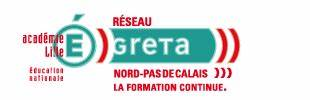 RÉSEAU
académie
Lille
É GRETA
Éducation
nationale
NORD-PAS DE CALAIS
LA FORMATION CONTINUE.